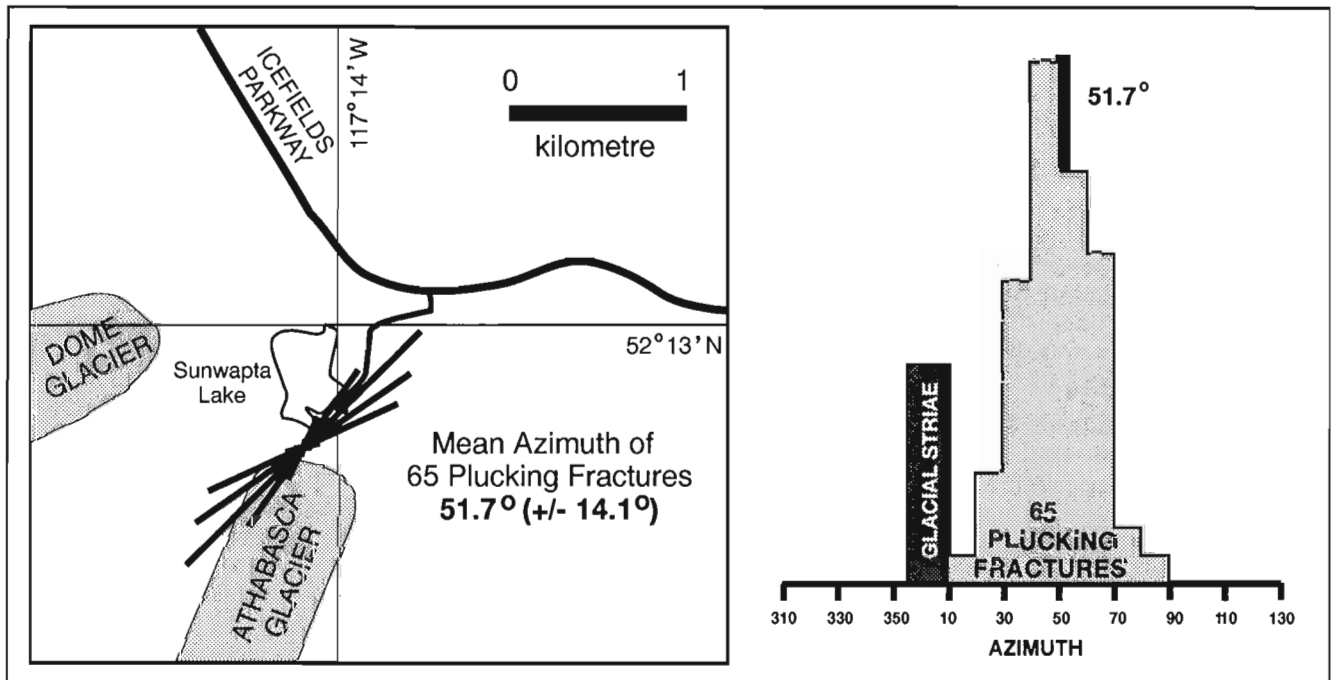 ICEFIELDS
PARKWAY
117°14'W
0 1
kilometre
DOME
GLACIER
Sunwapta
Lake
52°13'N
Mean Azimuth of
65 Plucking Fractures
51.7° (+/- 14.1°)
ATHABASCA
GLACIER
51.7°
GLACIAL STRIAE
65
PLUCKING
FRACTURES
310 330 350 10 30 50 70 90 110 130
AZIMUTH